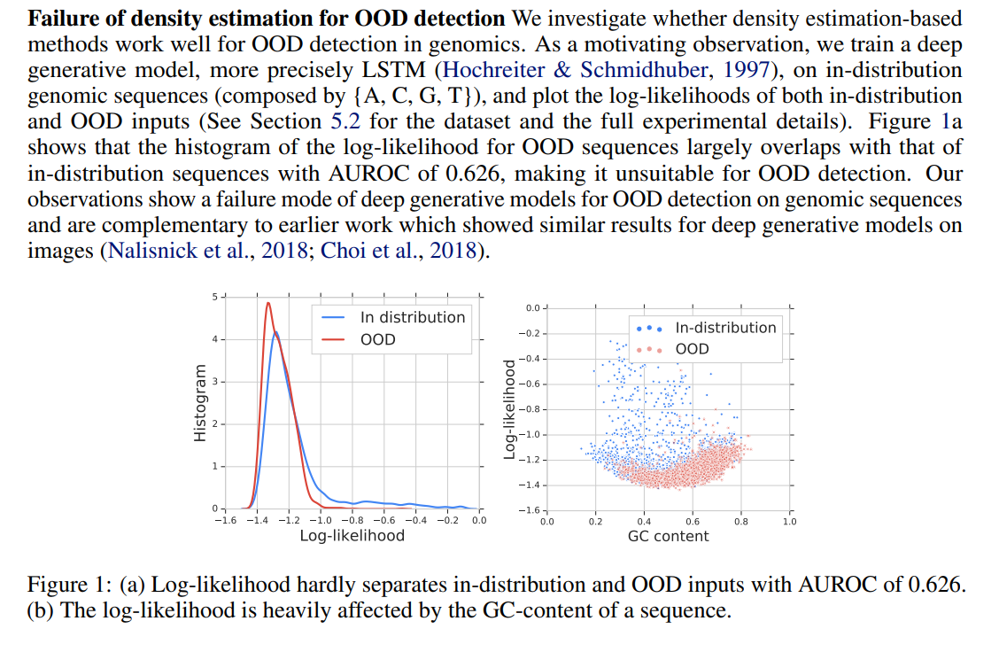 Failure of density estimation for OOD detection We investigate whether density estimation-based
methods work well for OOD detection in genomics. As a motivating observation, we train a deep
generative model, more precisely LSTM (Hochreiter & Schmidhuber, 1997), on in-distribution
genomic sequences (composed by {A, C, G, T}), and plot the log-likelihoods of both in-distribution
and OOD inputs (See Section 5.2 for the dataset and the full experimental details). Figure 1a
shows that the histogram of the log-likelihood for OOD sequences largely overlaps with that of
in-distribution sequences with AUROC of 0.626, making it unsuitable for OOD detection. Our
observations show a failure mode of deep generative models for OOD detection on genomic sequences
and are complementary to earlier work which showed similar results for deep generative models on
images (Nalisnick et al., 2018; Choi et al., 2018).
5
4
3
2
1
0
Histogram
In distribution
OOD
−1.6 −1.4 −1.2 −1.0 −0.8 −0.6 −0.4 −0.2 0.0
Log-likelihood
0.0
−0.2
−0.4
−0.6
−0.8
−1.0
−1.2
−1.4
−1.6
Log-likelihood
In-distribution
OOD
0.0 0.2 0.4 0.6 0.8 1.0
GC content
Figure 1: (a) Log-likelihood hardly separates in-distribution and OOD inputs with AUROC of 0.626.
(b) The log-likelihood is heavily affected by the GC-content of a sequence.